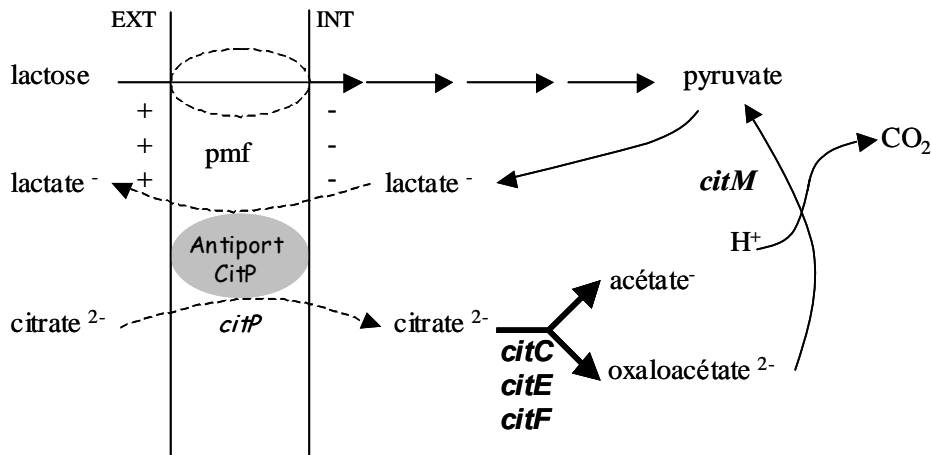 EXT
INT
lactose
pyruvate
+
-
+
-
pmf
CO₂
lactate ⁻
+
-
lactate ⁻
citM
Antiport
CitP
H⁺
acétate⁻
citrate ²⁻
citP
citrate ²⁻
citC
citE
citF
oxaloacétate ²⁻